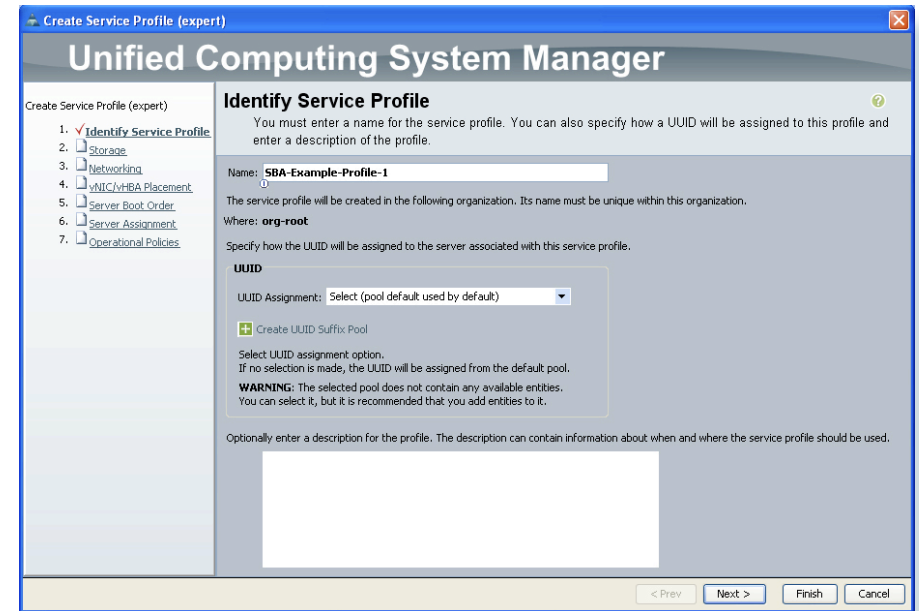 Create Service Profile (expert)
Unified Computing System Manager
Create Service Profile (expert)
1. Identify Service Profile
2. Storage
3. Networking
4. vNIC/vHBA Placement
5. Server Boot Order
6. Server Assignment
7. Operational Policies
Identify Service Profile
You must enter a name for the service profile. You can also specify how a UUID will be assigned to this profile and
enter a description of the profile.
Name: SBA-Example-Profile-1
The service profile will be created in the following organization. Its name must be unique within this organization.
Where: org-root
Specify how the UUID will be assigned to the server associated with this service profile.
UUID
UUID Assignment: Select (pool default used by default)
Create UUID Suffix Pool
Select UUID assignment option.
If no selection is made, the UUID will be assigned from the default pool.
WARNING: The selected pool does not contain any available entities.
You can select it, but it is recommended that you add entities to it.
Optionally enter a description for the profile. The description can contain information about when and where the service profile should be used.
< Prev Next > Finish Cancel